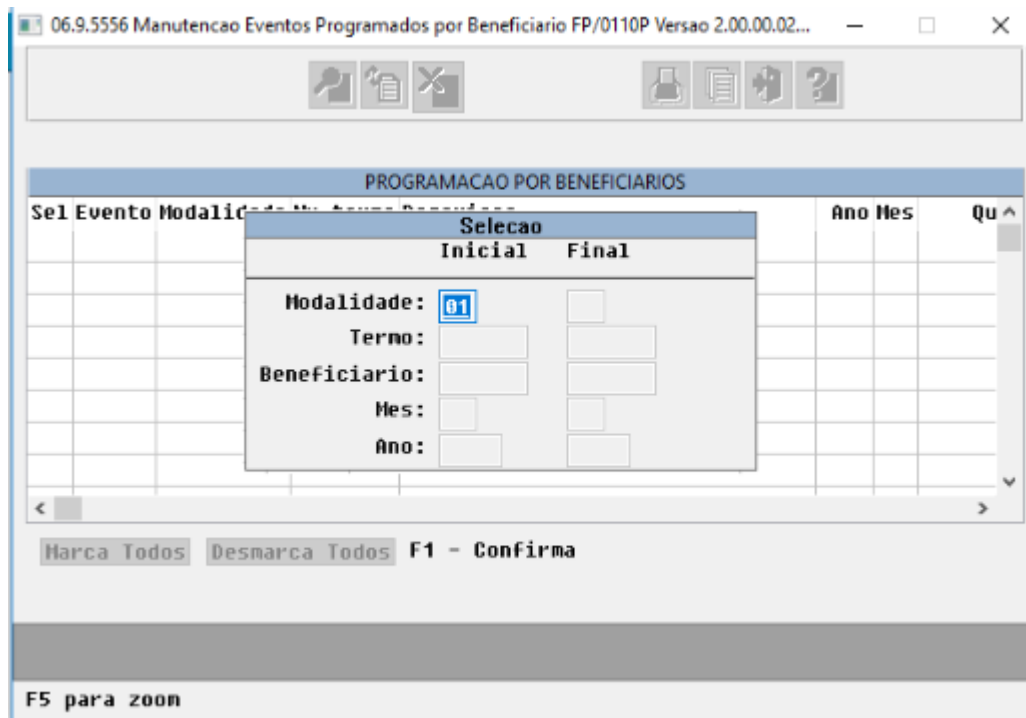 06.9.5556 Manutencao Eventos Programados por Beneficiario FP/0110P Versao 2.00.00.02...
PROGRAMACAO POR BENEFICIARIOS
Sel Evento Modalidade Ano Mes Qu
Selecao
Inicial Final
Modalidade: 01
Termo:
Beneficiario:
Mes:
Ano:
Marca Todos Desmarca Todos F1 - Confirma
F5 para zoom